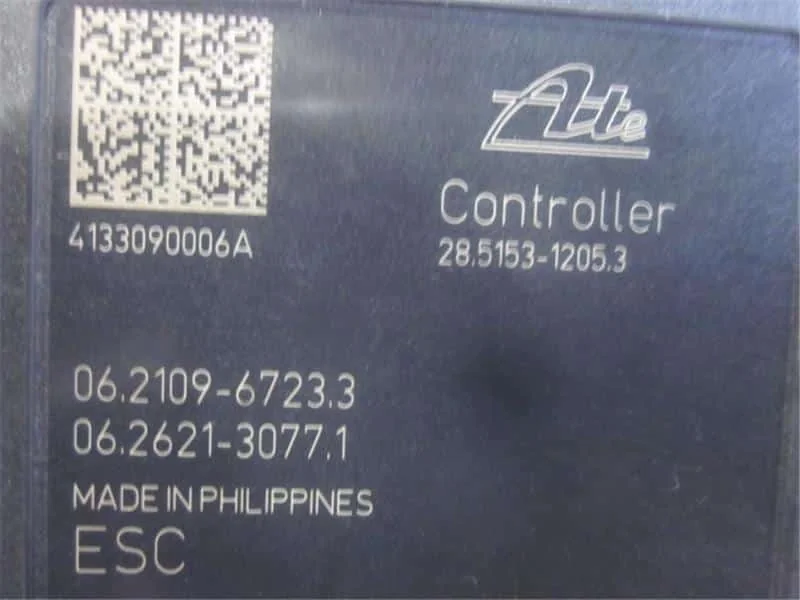 Ate
4133090006A
Controller
28.5153-1205.3
06.2109-6723.3
06.2621-3077.1
MADE IN PHILIPPINES
ESC